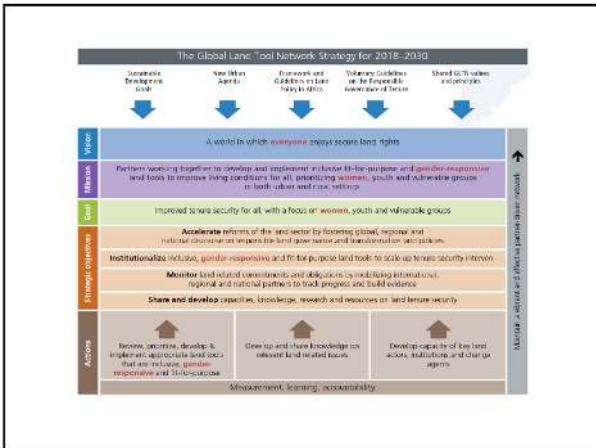 The Global Land Tool Network Strategy for 2018–2030
Sustainable
Development
Goals
New Urban
Agenda
Framework and
Guidelines on Land
Policy in Africa
Voluntary Guidelines
on the Responsible
Governance of Tenure
Shared GLTN values
and principles
Vision
A world in which everyone enjoys secure land rights
Mission
Partners working together to develop and implement inclusive fit-for-purpose and gender-responsive
land tools to improve living conditions for all, prioritizing women, youth and vulnerable groups
in both urban and rural settings
Goal
Improved tenure security for all, with a focus on women, youth and vulnerable groups
Strategic objectives
Accelerate reforms of the land sector by fostering global, regional and
national discourse on responsible land governance and transformative land policies
Institutionalize inclusive, gender-responsive and fit-for-purpose land tools to scale up tenure security interven-
Monitor land-related commitments and obligations by mobilizing international,
regional and national partners to track progress and build evidence
Share and develop capacities, knowledge, research and resources on land tenure security
Actions
Review, prioritize, develop &
implement appropriate land tools
that are inclusive, gender-
responsive and fit-for-purpose
Develop and share knowledge on
relevant land related issues
Develop capacity of key land
actors, institutions and change
agents
Measurement, learning, accountability
Maintain a vibrant and effective partner-driven network